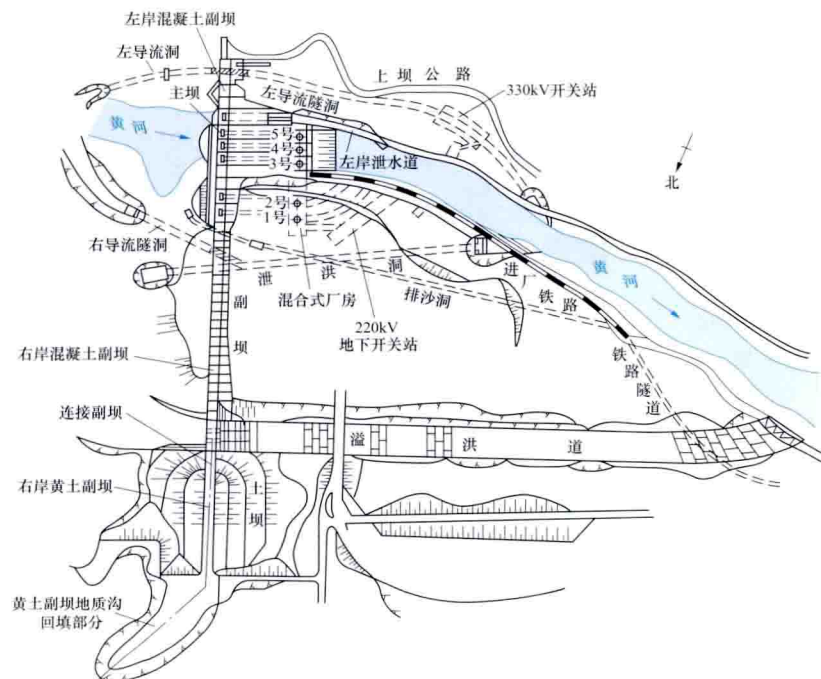 左岸混凝土副坝
左导流洞
上坝公路
330kV开关站
主坝
左导流隧洞
黄河
5号
4号
3号
左岸泄水道
北
2号
1号
右导流隧洞
泄洪洞
进厂铁路
黄河
混合式厂房
排沙洞
副坝
220kV
地下开关站
右岸混凝土副坝
铁路隧道
连接副坝
溢洪道
右岸黄土副坝
土坝
黄土副坝地质沟
回填部分